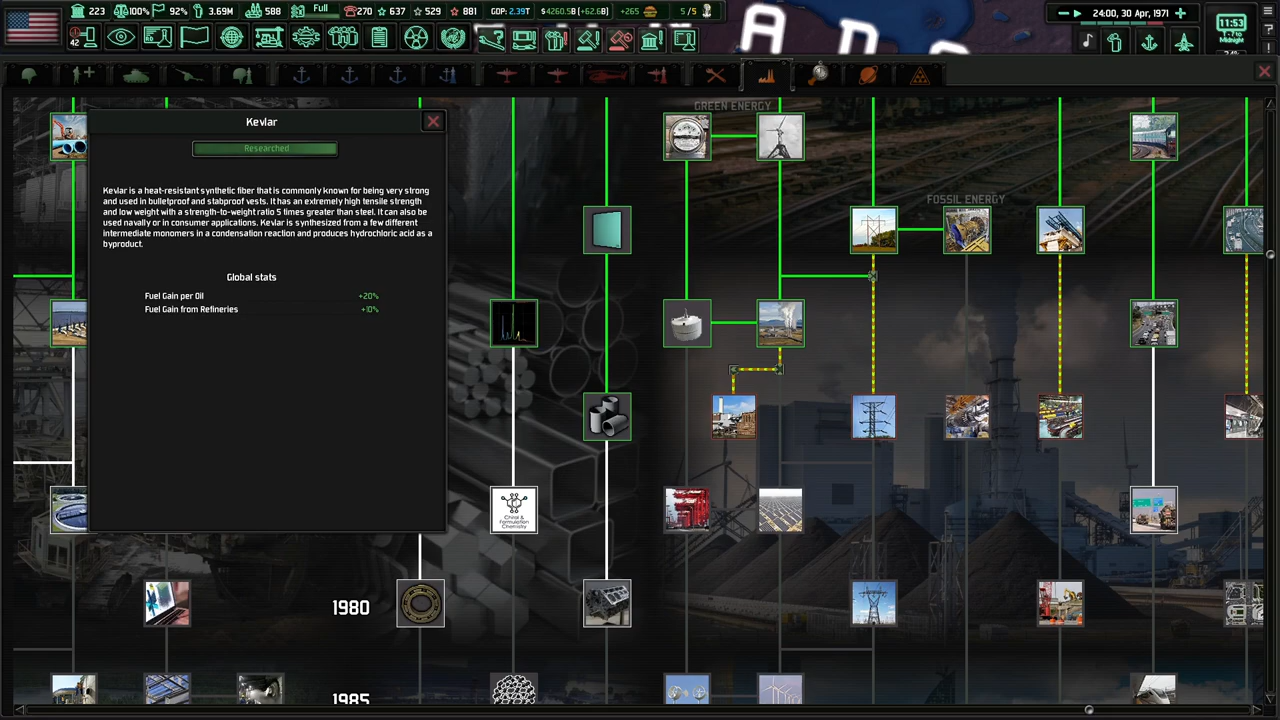 223
100%
92%
3.69M
588
Full
270
637
529
881
GDP: 2.39T
$4260.5B (+62.6B)
+265
5/5
24:00, 30 Apr, 1971
11:53
T-7 to
Midnight
42
GREEN ENERGY
Kevlar
Researched
Kevlar is a heat-resistant synthetic fiber that is commonly known for being very strong
and used in bulletproof and stabproof vests. It has an extremely high tensile strength
and low weight with a strength-to-weight ratio 5 times greater than steel. It can also be
used navally or in consumer applications. Kevlar is synthesized from a few different
intermediate monomers in a condensation reaction and produces hydrochloric acid as a
byproduct.
FOSSIL ENERGY
Global stats
Fuel Gain per Oil +20%
Fuel Gain from Refineries +10%
Chiral &
Formulation
Chemistry
1980
1985